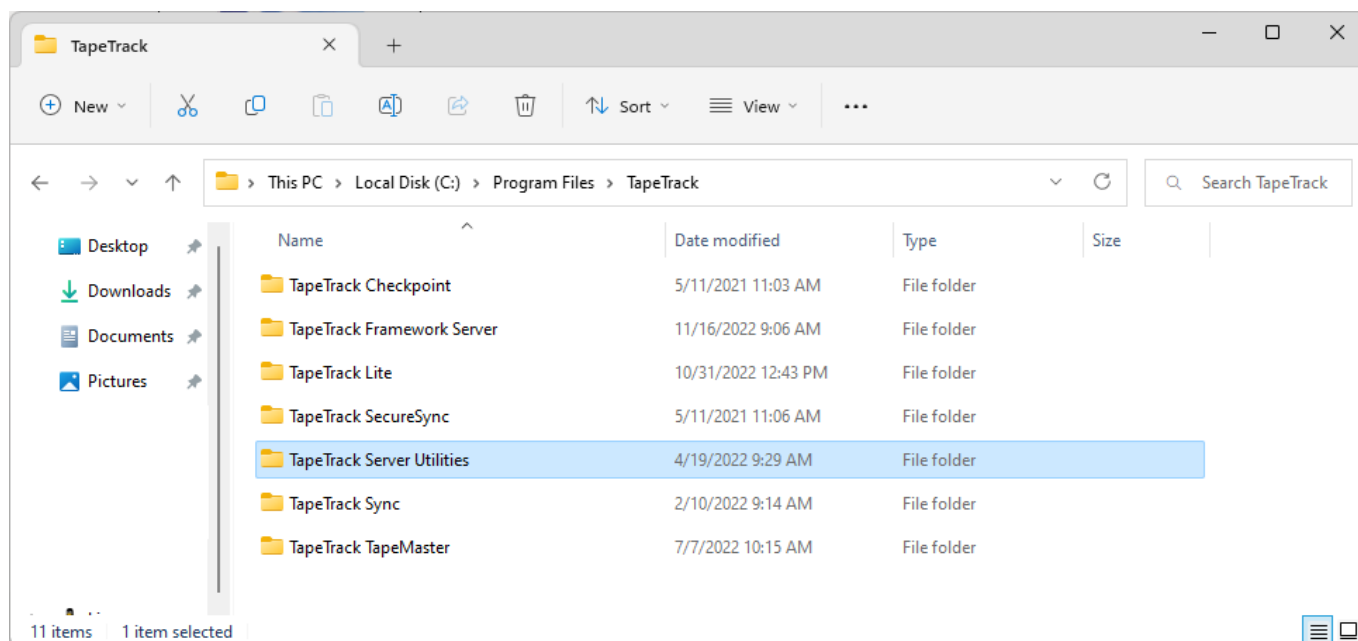 TapeTrack
New Sort View
This PC > Local Disk (C:) > Program Files > TapeTrack Search TapeTrack
Desktop
Downloads
Documents
Pictures
Name Date modified Type Size
TapeTrack Checkpoint 5/11/2021 11:03 AM File folder
TapeTrack Framework Server 11/16/2022 9:06 AM File folder
TapeTrack Lite 10/31/2022 12:43 PM File folder
TapeTrack SecureSync 5/11/2021 11:06 AM File folder
TapeTrack Server Utilities 4/19/2022 9:29 AM File folder
TapeTrack Sync 2/10/2022 9:14 AM File folder
TapeTrack TapeMaster 7/7/2022 10:15 AM File folder
11 items 1 item selected